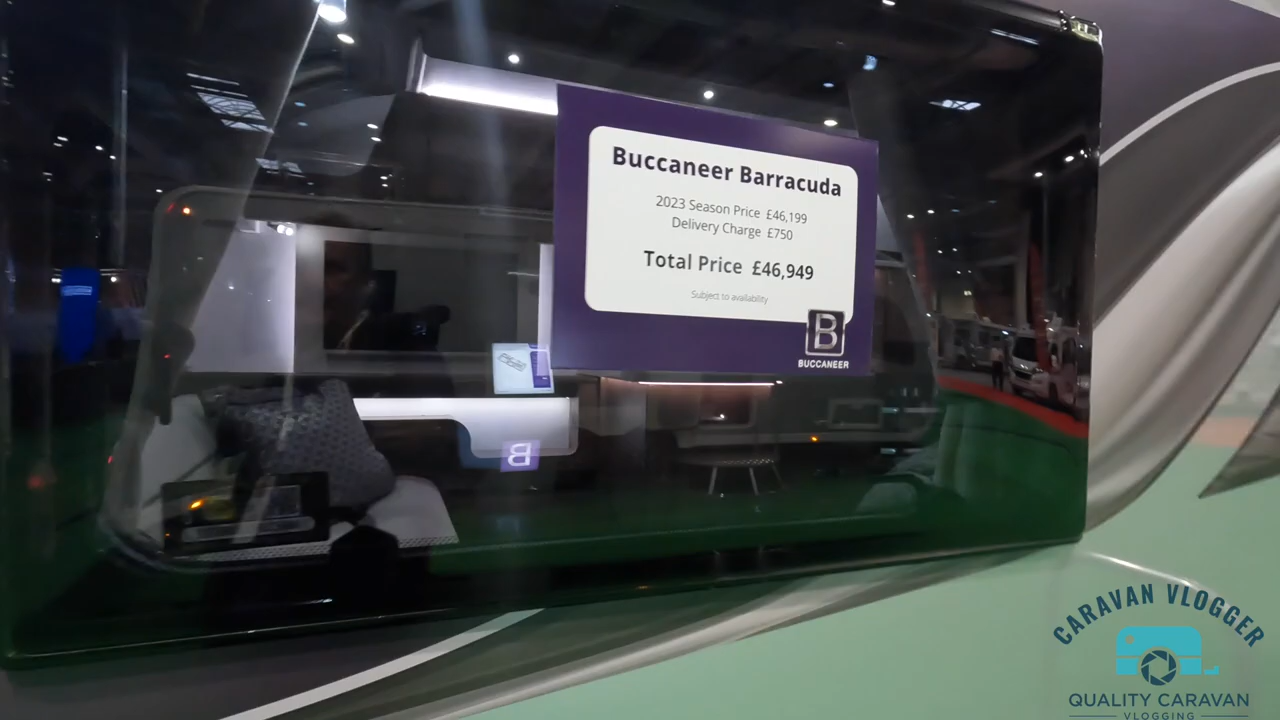 Buccaneer Barracuda
2023 Season Price £46,199
Delivery Charge £750
Total Price £46,949
Subject to availability
B
BUCCANEER
B
CARAVAN VLOGGER
QUALITY CARAVAN
VLOGGING